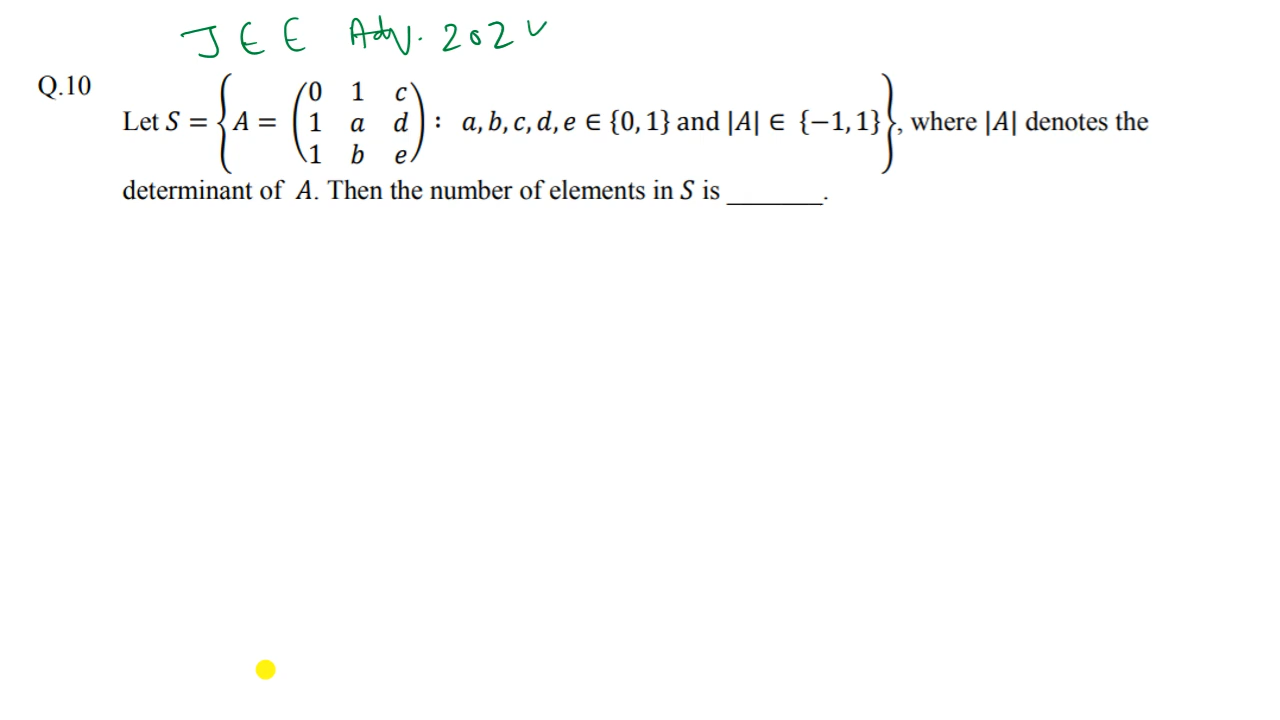 JEE Adv. 202
Q.10
Let S = { A = ( 0 1 c
1 a d
1 b e ) : a, b, c, d, e ∈ {0, 1} and |A| ∈ {−1, 1} }, where |A| denotes the
determinant of A. Then the number of elements in S is _______.